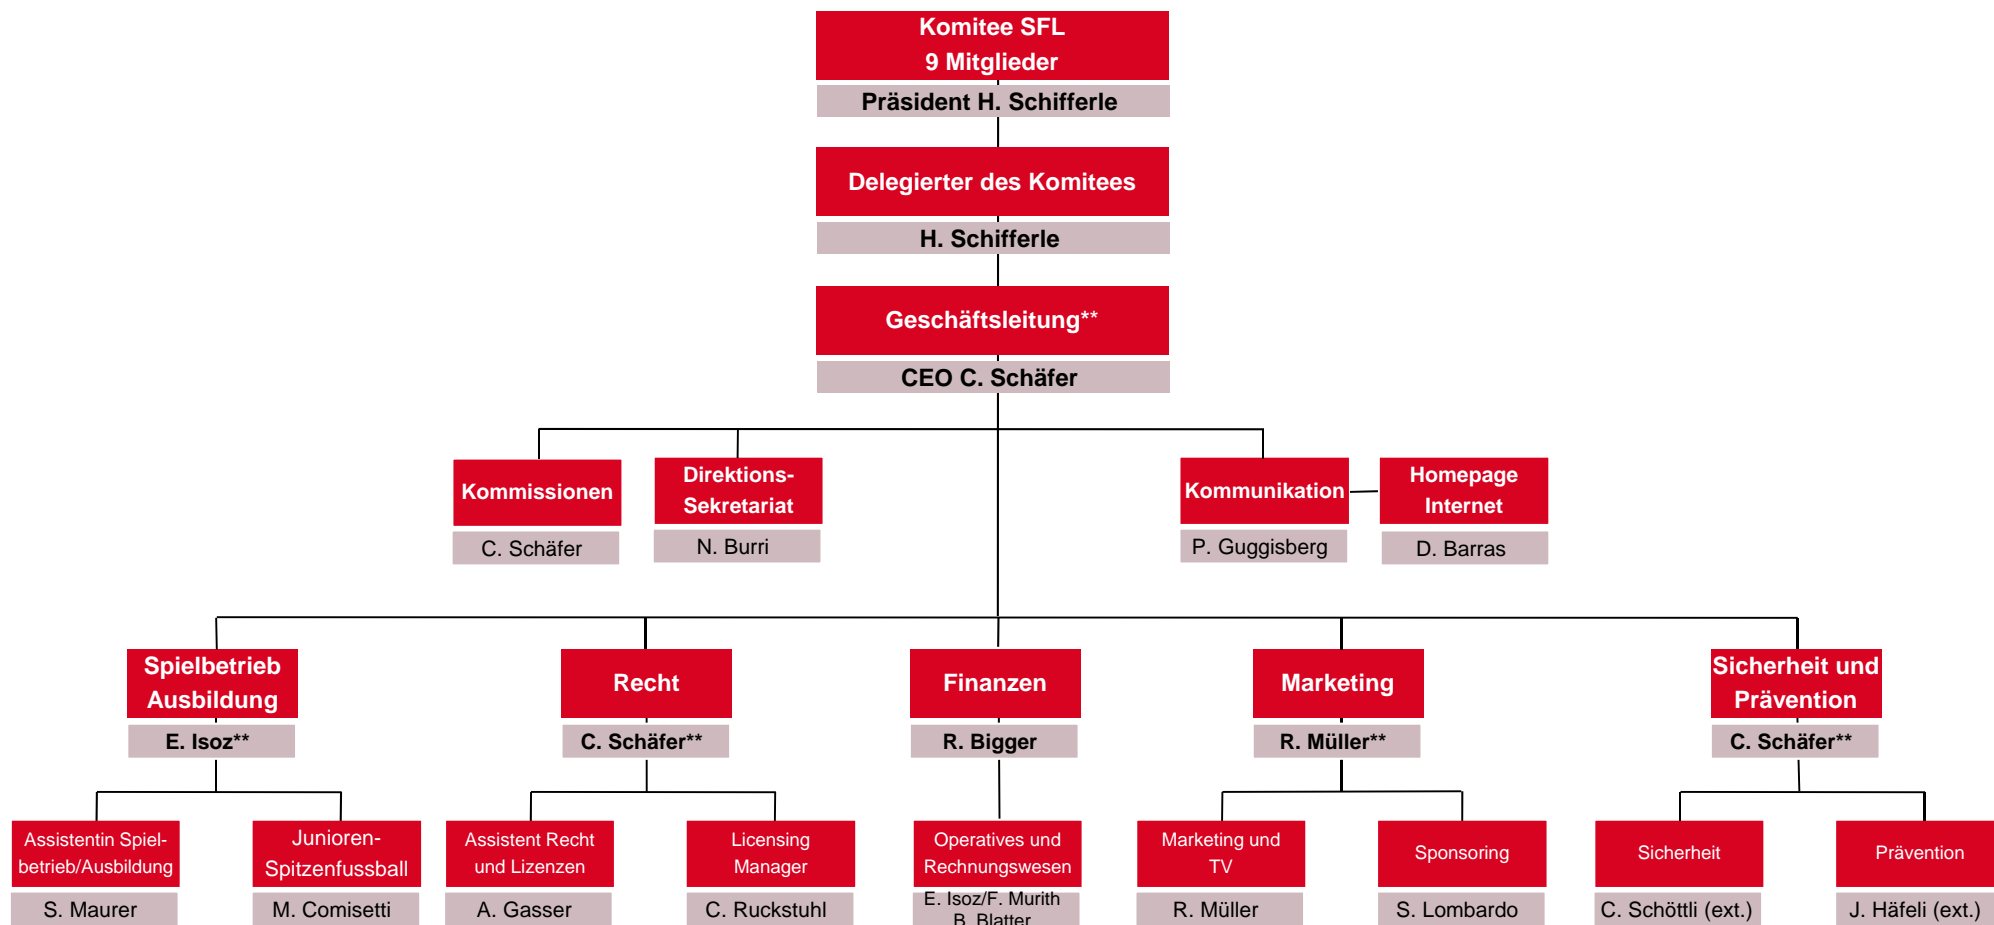 Komitee SFL
9 Mitglieder
Präsident H. Schifferle
Delegierter des Komitees
H. Schifferle
Geschäftsleitung**
CEO C. Schäfer
Kommissionen
C. Schäfer
Direktions-
Sekretariat
N. Burri
Kommunikation
P. Guggisberg
Homepage
Internet
D. Barras
Spielbetrieb
Ausbildung
E. Isoz**
Recht
C. Schäfer**
Finanzen
R. Bigger
Marketing
R. Müller**
Sicherheit und
Prävention
C. Schäfer**
Assistentin Spiel-
betrieb/Ausbildung
S. Maurer
Junioren-
Spitzenfussball
M. Comisetti
Assistent Recht
und Lizenzen
A. Gasser
Licensing
Manager
C. Ruckstuhl
Operatives und
Rechnungswesen
E. Isoz/F. Murith
B. Blatter
Marketing und
TV
R. Müller
Sponsoring
S. Lombardo
Sicherheit
C. Schöttli (ext.)
Prävention
J. Häfeli (ext.)